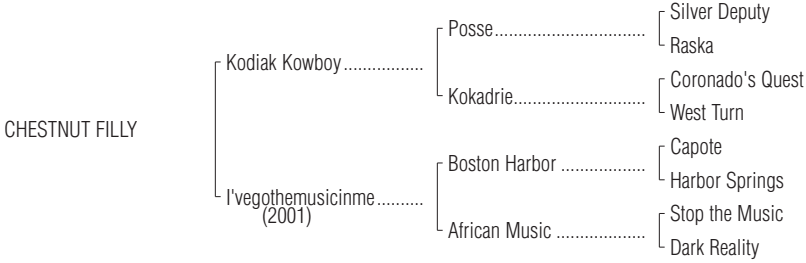 Silver Deputy
Posse..............................
Raska
Kodiak Kowboy................
Coronado's Quest
Kokadrie..........................
West Turn
CHESTNUT FILLY
Capote
Boston Harbor .................
Harbor Springs
I'vegothemusicinme..........
(2001)
Stop the Music
African Music ..................
Dark Reality